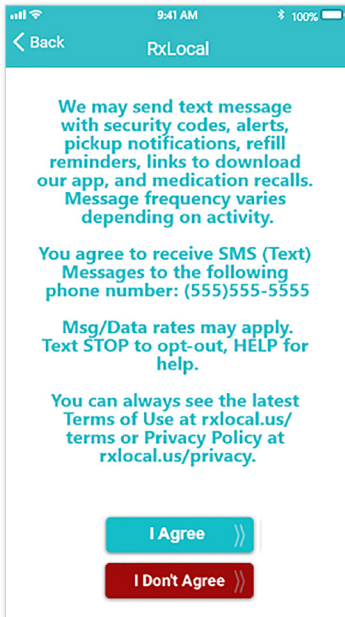 9:41 AM
100%
Back
RxLocal
We may send text message
with security codes, alerts,
pickup notifications, refill
reminders, links to download
our app, and medication recalls.
Message frequency varies
depending on activity.
You agree to receive SMS (Text)
Messages to the following
phone number: (555)555-5555
Msg/Data rates may apply.
Text STOP to opt-out, HELP for
help.
You can always see the latest
Terms of Use at rxlocal.us/
terms or Privacy Policy at
rxlocal.us/privacy.
I Agree
I Don't Agree